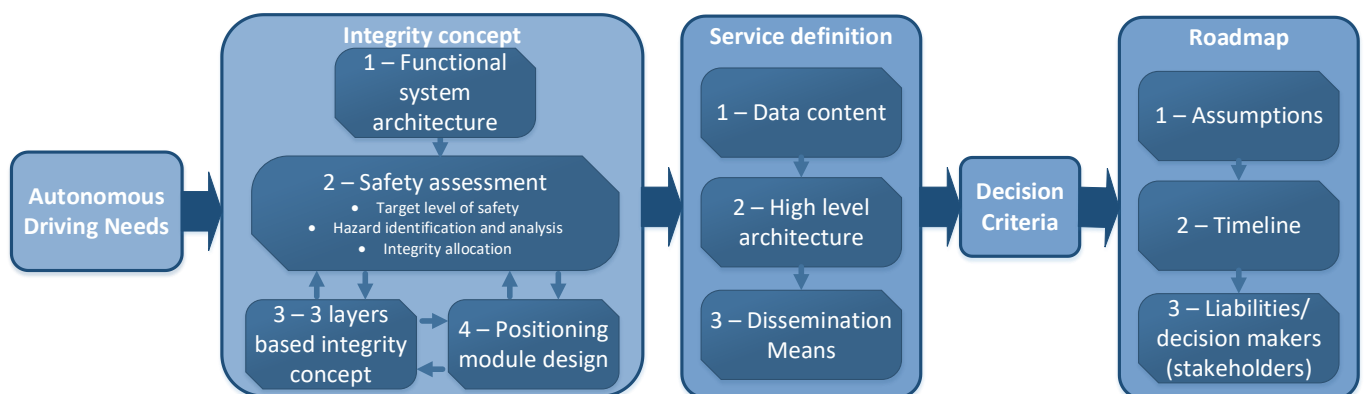 Autonomous
Driving Needs
Integrity concept
1 – Functional
system
architecture
2 – Safety assessment
• Target level of safety
• Hazard identification and analysis
• Integrity allocation
3 – 3 layers
based integrity
concept
4 – Positioning
module design
Service definition
1 – Data content
2 – High level
architecture
3 – Dissemination
Means
Decision
Criteria
Roadmap
1 – Assumptions
2 – Timeline
3 – Liabilities/
decision makers
(stakeholders)